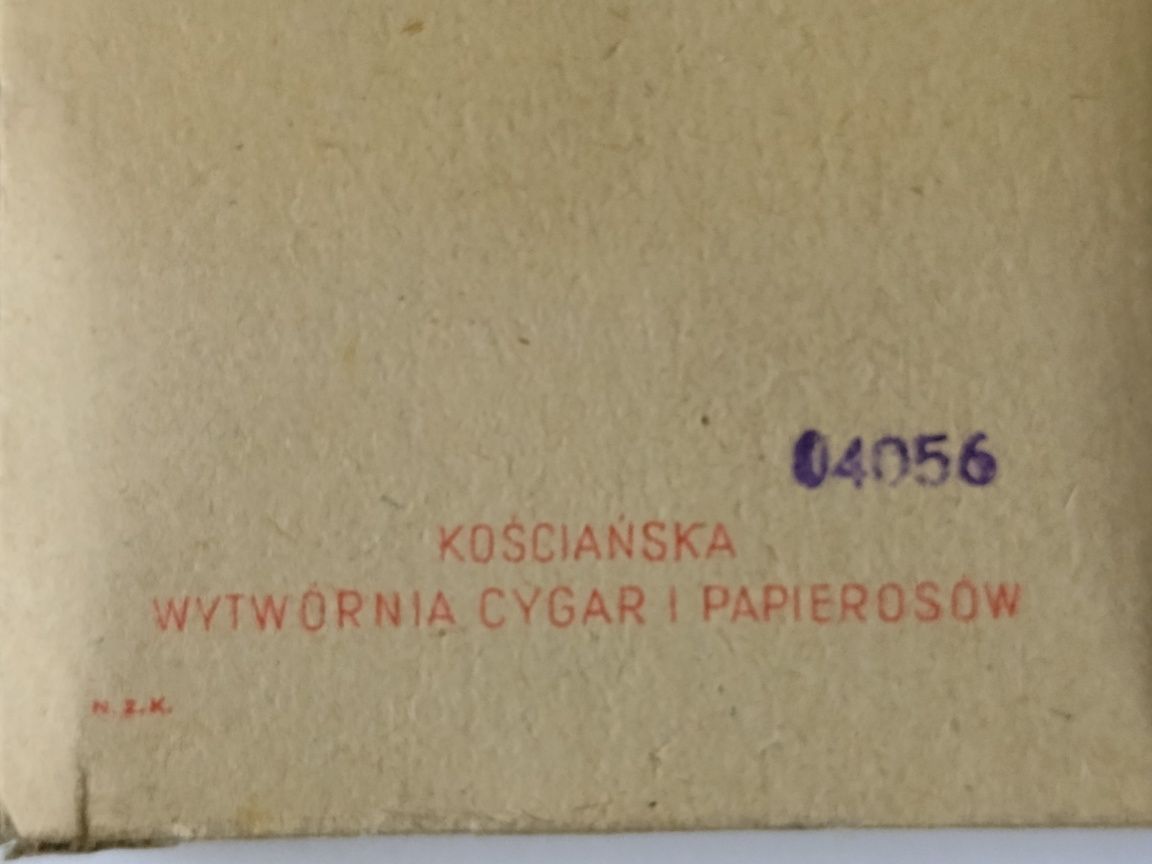 04056
KOŚCIAŃSKA
WYTWÓRNIA CYGAR I PAPIEROSÓW
N.Z.K.